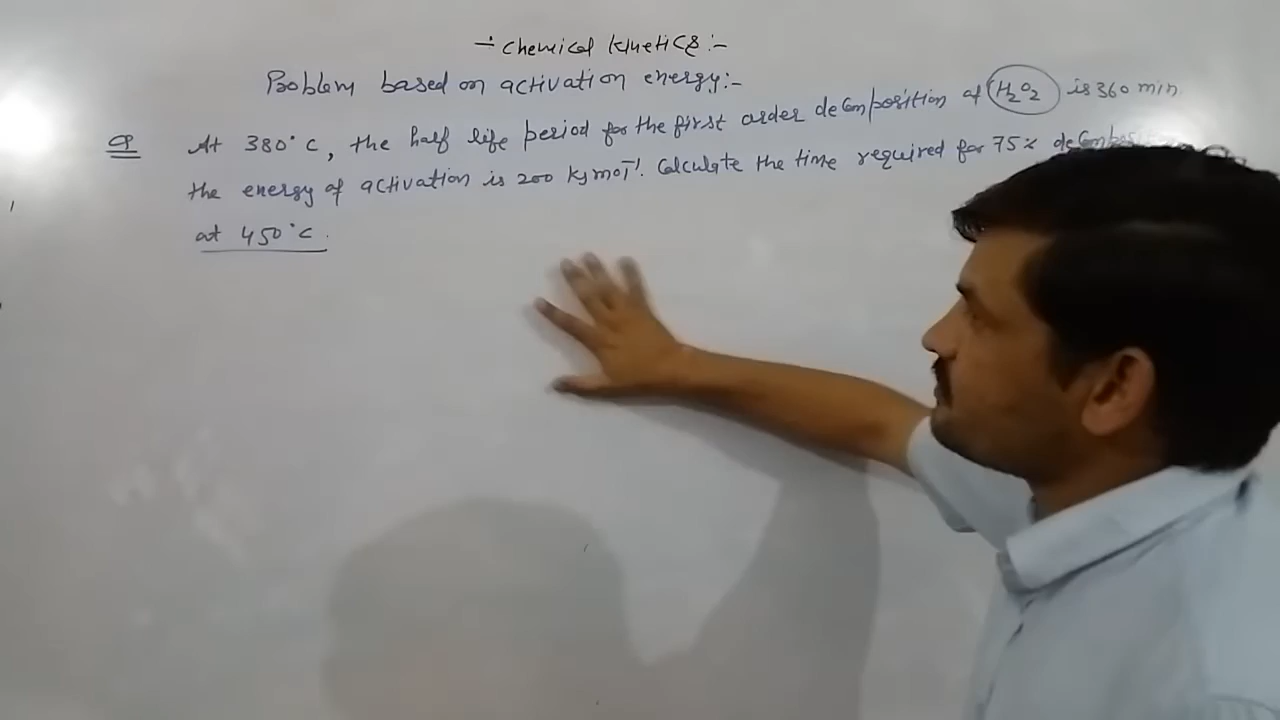 -: Chemical Kinetics :-
Problem based on activation energy:-
Q At 380°C, the half life period for the first order decomposition of H₂O₂ is 360 min
the energy of activation is 200 kJ mol⁻¹. Calculate the time required for 75%
at 450°C.